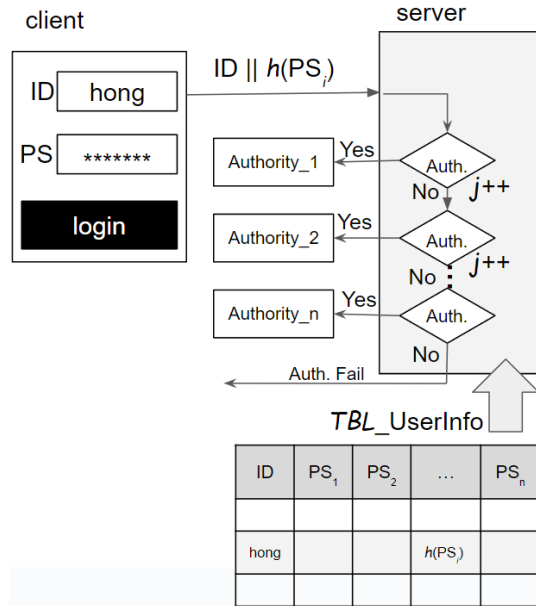 client
server
ID hong
ID || h(PSᵢ)
PS *******
login
Auth.
Yes
Authority_1
No j++
Auth.
Yes
Authority_2
No j++
Auth.
Yes
Authority_n
No
Auth. Fail
TBL_UserInfo
ID PS₁ PS₂ ... PSₙ
hong h(PSᵢ)